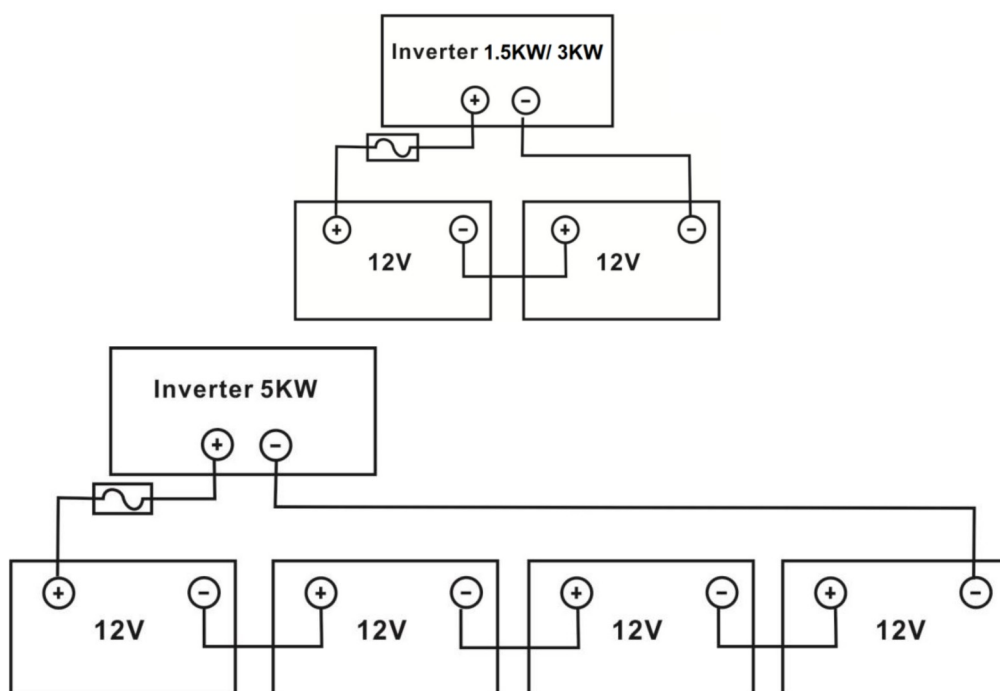 Inverter 1.5KW/ 3KW
+ −
+ − + −
12V 12V
Inverter 5KW
+ −
+ − + − + − + −
12V 12V 12V 12V